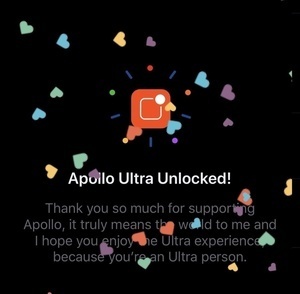 Apollo Ultra Unlocked!
Thank you so much for supporting
Apollo, it truly means the world to me and
I hope you enjoy the Ultra experience
because you're an Ultra person.